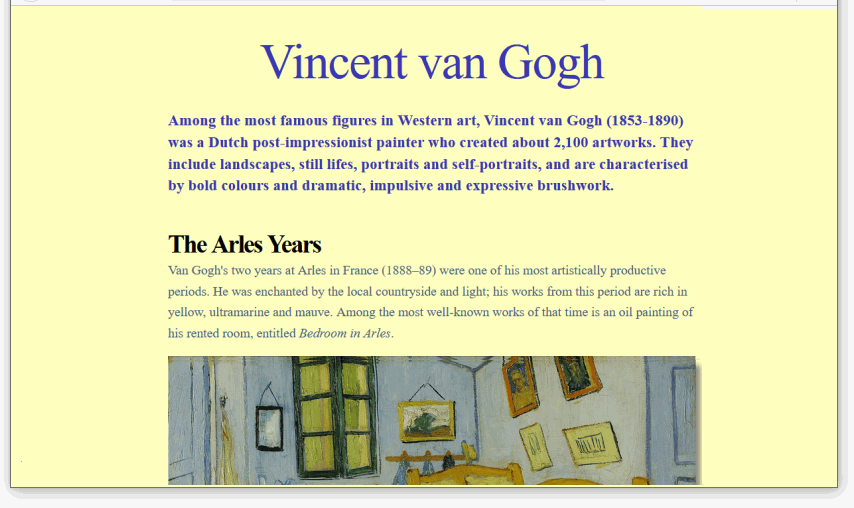 Vincent van Gogh
Among the most famous figures in Western art, Vincent van Gogh (1853-1890)
was a Dutch post-impressionist painter who created about 2,100 artworks. They
include landscapes, still lifes, portraits and self-portraits, and are characterised
by bold colours and dramatic, impulsive and expressive brushwork.
The Arles Years
Van Gogh's two years at Arles in France (1888–89) were one of his most artistically productive
periods. He was enchanted by the local countryside and light; his works from this period are rich in
yellow, ultramarine and mauve. Among the most well-known works of that time is an oil painting of
his rented room, entitled Bedroom in Arles.